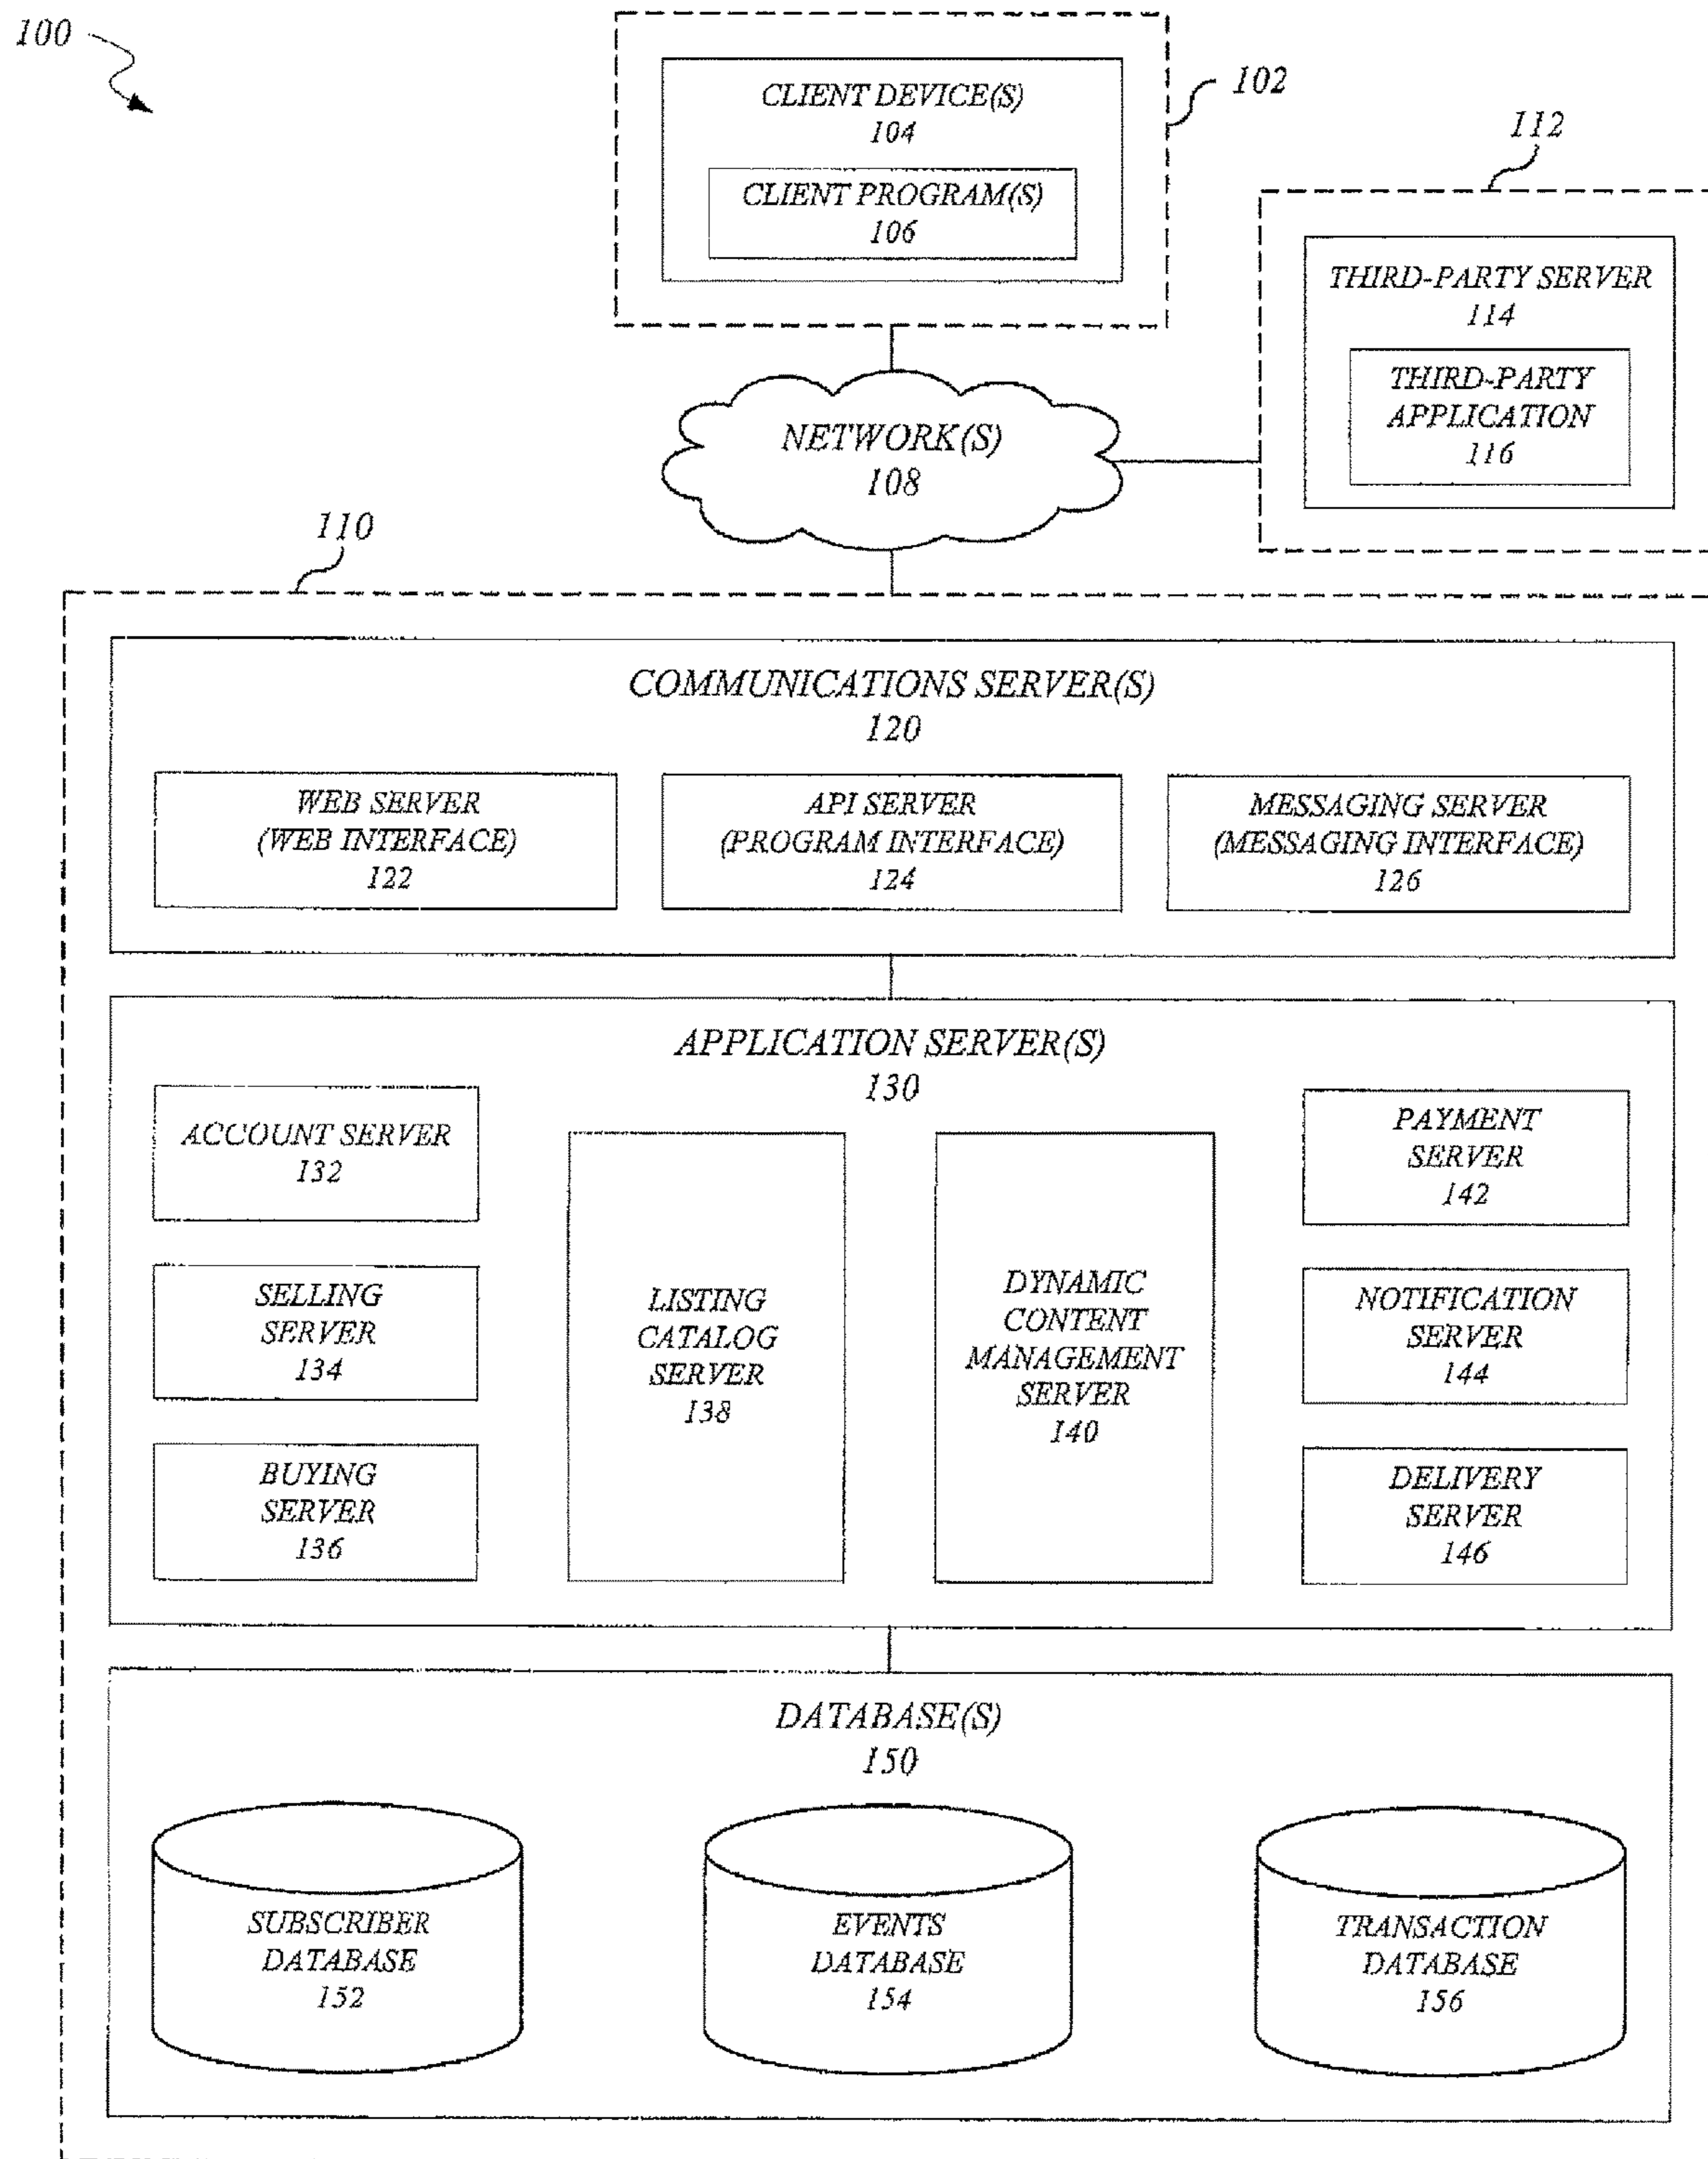 100
CLIENT DEVICE(S)
104
CLIENT PROGRAM(S)
106
102
112
THIRD-PARTY SERVER
114
THIRD-PARTY
APPLICATION
116
NETWORK(S)
108
110
COMMUNICATIONS SERVER(S)
120
WEB SERVER
(WEB INTERFACE)
122
API SERVER
(PROGRAM INTERFACE)
124
MESSAGING SERVER
(MESSAGING INTERFACE)
126
APPLICATION SERVER(S)
130
ACCOUNT SERVER
132
SELLING
SERVER
134
BUYING
SERVER
136
LISTING
CATALOG
SERVER
138
DYNAMIC
CONTENT
MANAGEMENT
SERVER
140
PAYMENT
SERVER
142
NOTIFICATION
SERVER
144
DELIVERY
SERVER
146
DATABASE(S)
150
SUBSCRIBER
DATABASE
152
EVENTS
DATABASE
154
TRANSACTION
DATABASE
156